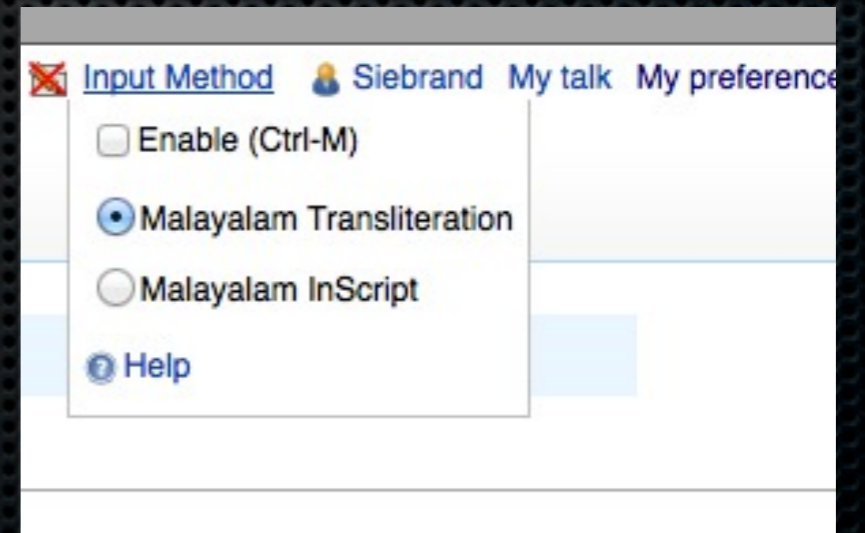 Input Method Siebrand My talk My preference
Enable (Ctrl-M)
Malayalam Transliteration
Malayalam InScript
Help